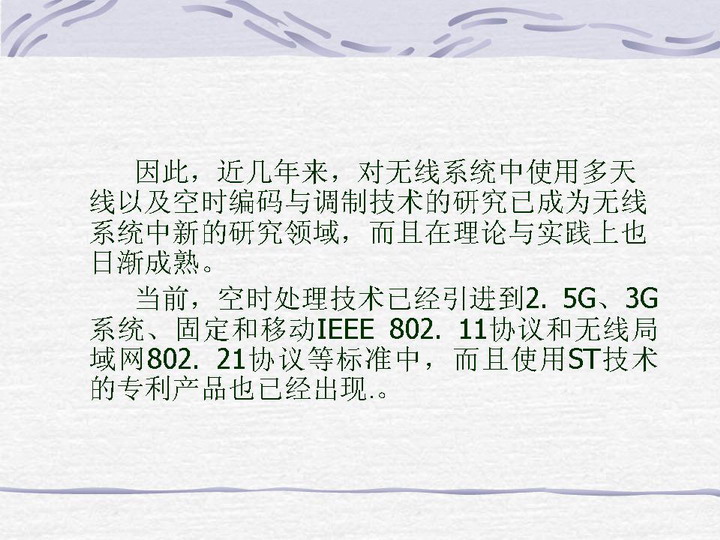 因此，近几年来，对无线系统中使用多天
线以及空时编码与调制技术的研究已成为无线
系统中新的研究领域，而且在理论与实践上也
日渐成熟。
当前，空时处理技术已经引进到2. 5G、3G
系统、固定和移动IEEE 802. 11协议和无线局
域网802. 21协议等标准中，而且使用ST技术
的专利产品也已经出现.。